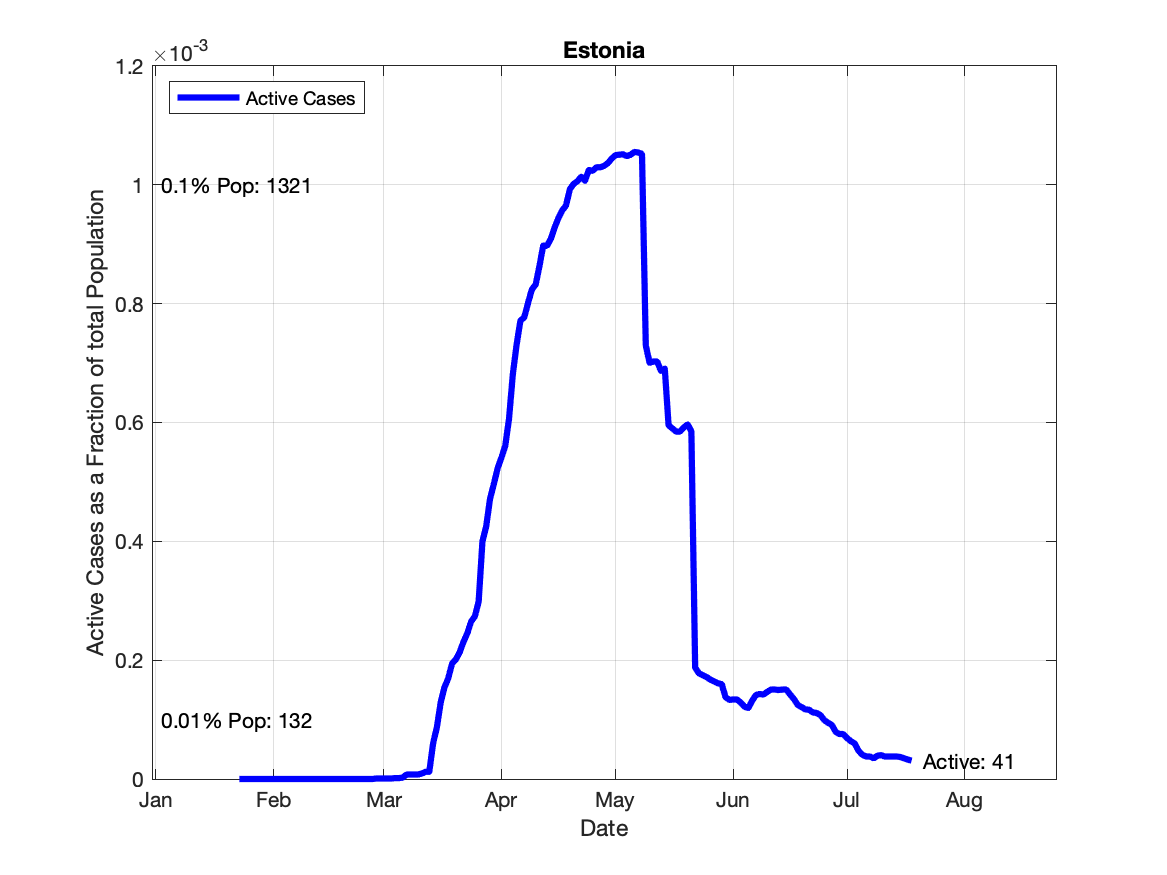 Estonia
×10-3
Active Cases
1.2
1
0.8
0.6
0.4
0.2
0
0.1% Pop: 1321
0.01% Pop: 132
Active: 41
Active Cases as a Fraction of total Population
Jan Feb Mar Apr May Jun Jul Aug
Date